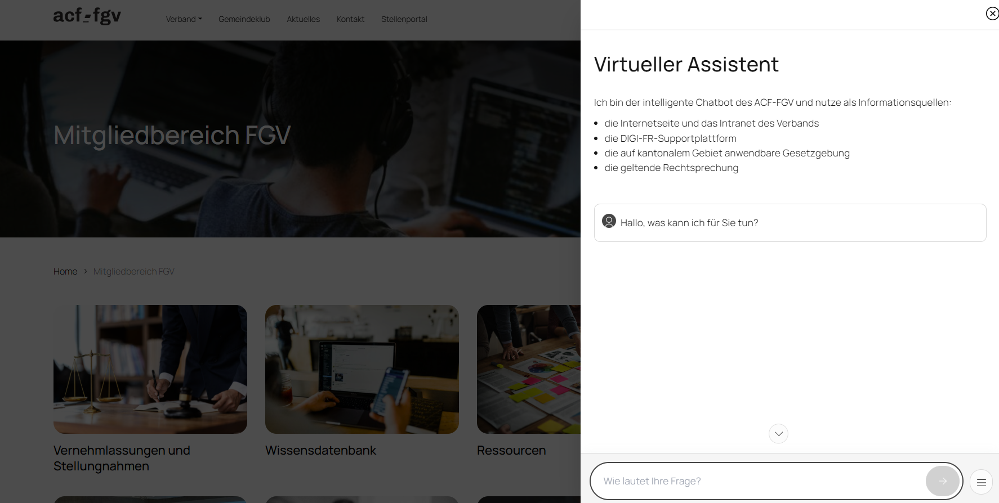 acf-fgv
Verband
Gemeindeklub
Aktuelles
Kontakt
Stellenportal
Mitgliedbereich FGV
Home > Mitgliedbereich FGV
Vernehmlassungen und
Stellungnahmen
Wissensdatenbank
Ressourcen
Virtueller Assistent
Ich bin der intelligente Chatbot des ACF-FGV und nutze als Informationsquellen:
• die Internetseite und das Intranet des Verbands
• die DIGI-FR-Supportplattform
• die auf kantonalem Gebiet anwendbare Gesetzgebung
• die geltende Rechtsprechung
Hallo, was kann ich für Sie tun?
Wie lautet Ihre Frage?